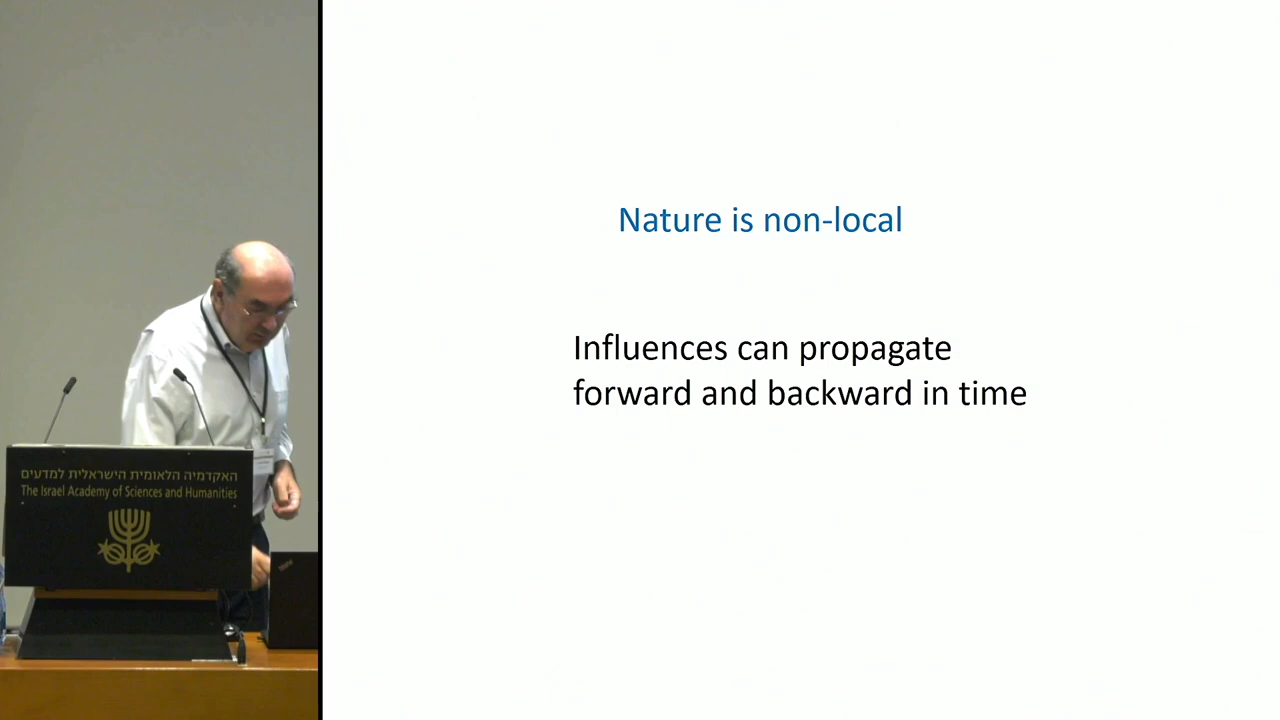 Nature is non-local
Influences can propagate
forward and backward in time
האקדמיה הלאומית הישראלית למדעים
The Israel Academy of Sciences and Humanities